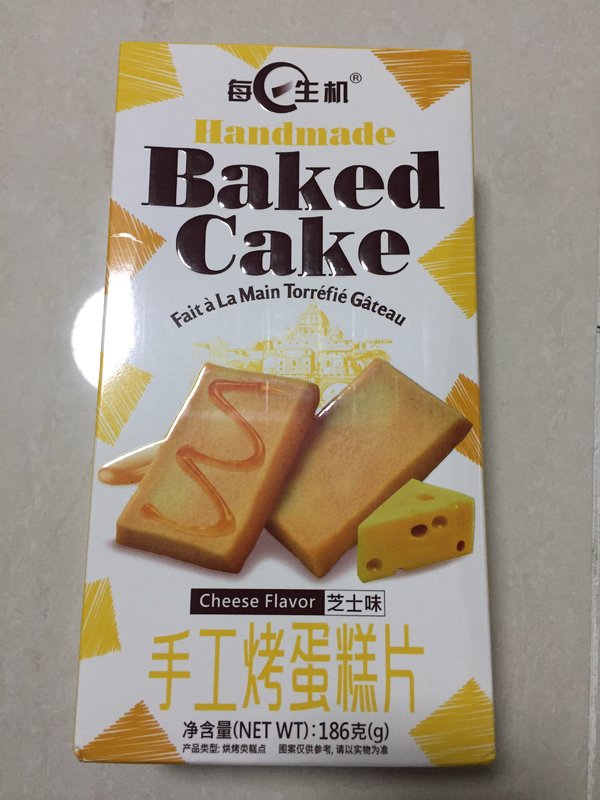 每日生机®
Handmade
Baked
Cake
Fait à La Main Torréfié Gâteau
Cheese Flavor 芝士味
手工烤蛋糕片
净含量(NET WT):186克(g)
产品类型: 烘烤类糕点 图案仅供参考, 请以实物为准